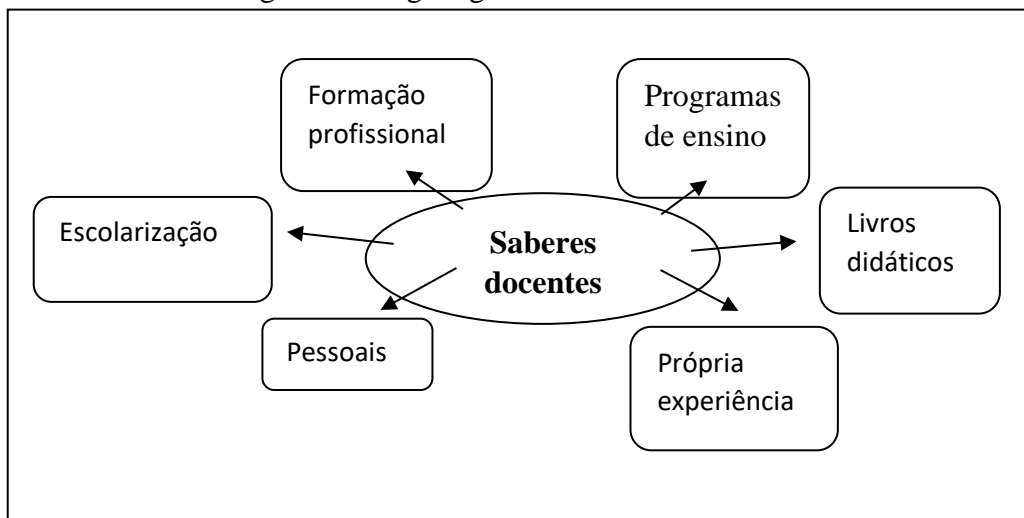 Formação
profissional
Programas
de ensino
Escolarização
Saberes
docentes
Livros
didáticos
Pessoais
Própria
experiência